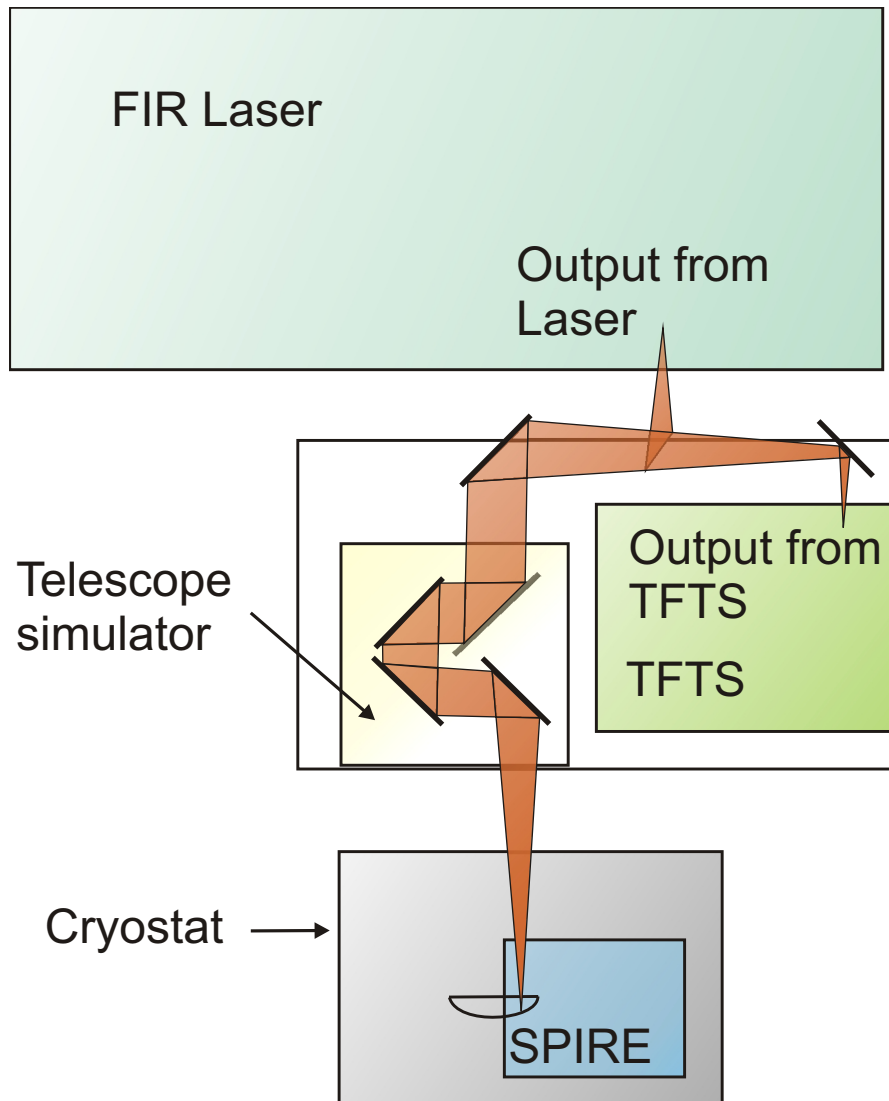 FIR Laser
Output from
Laser
Output from
TFTS
TFTS
Telescope
simulator
Cryostat
SPIRE